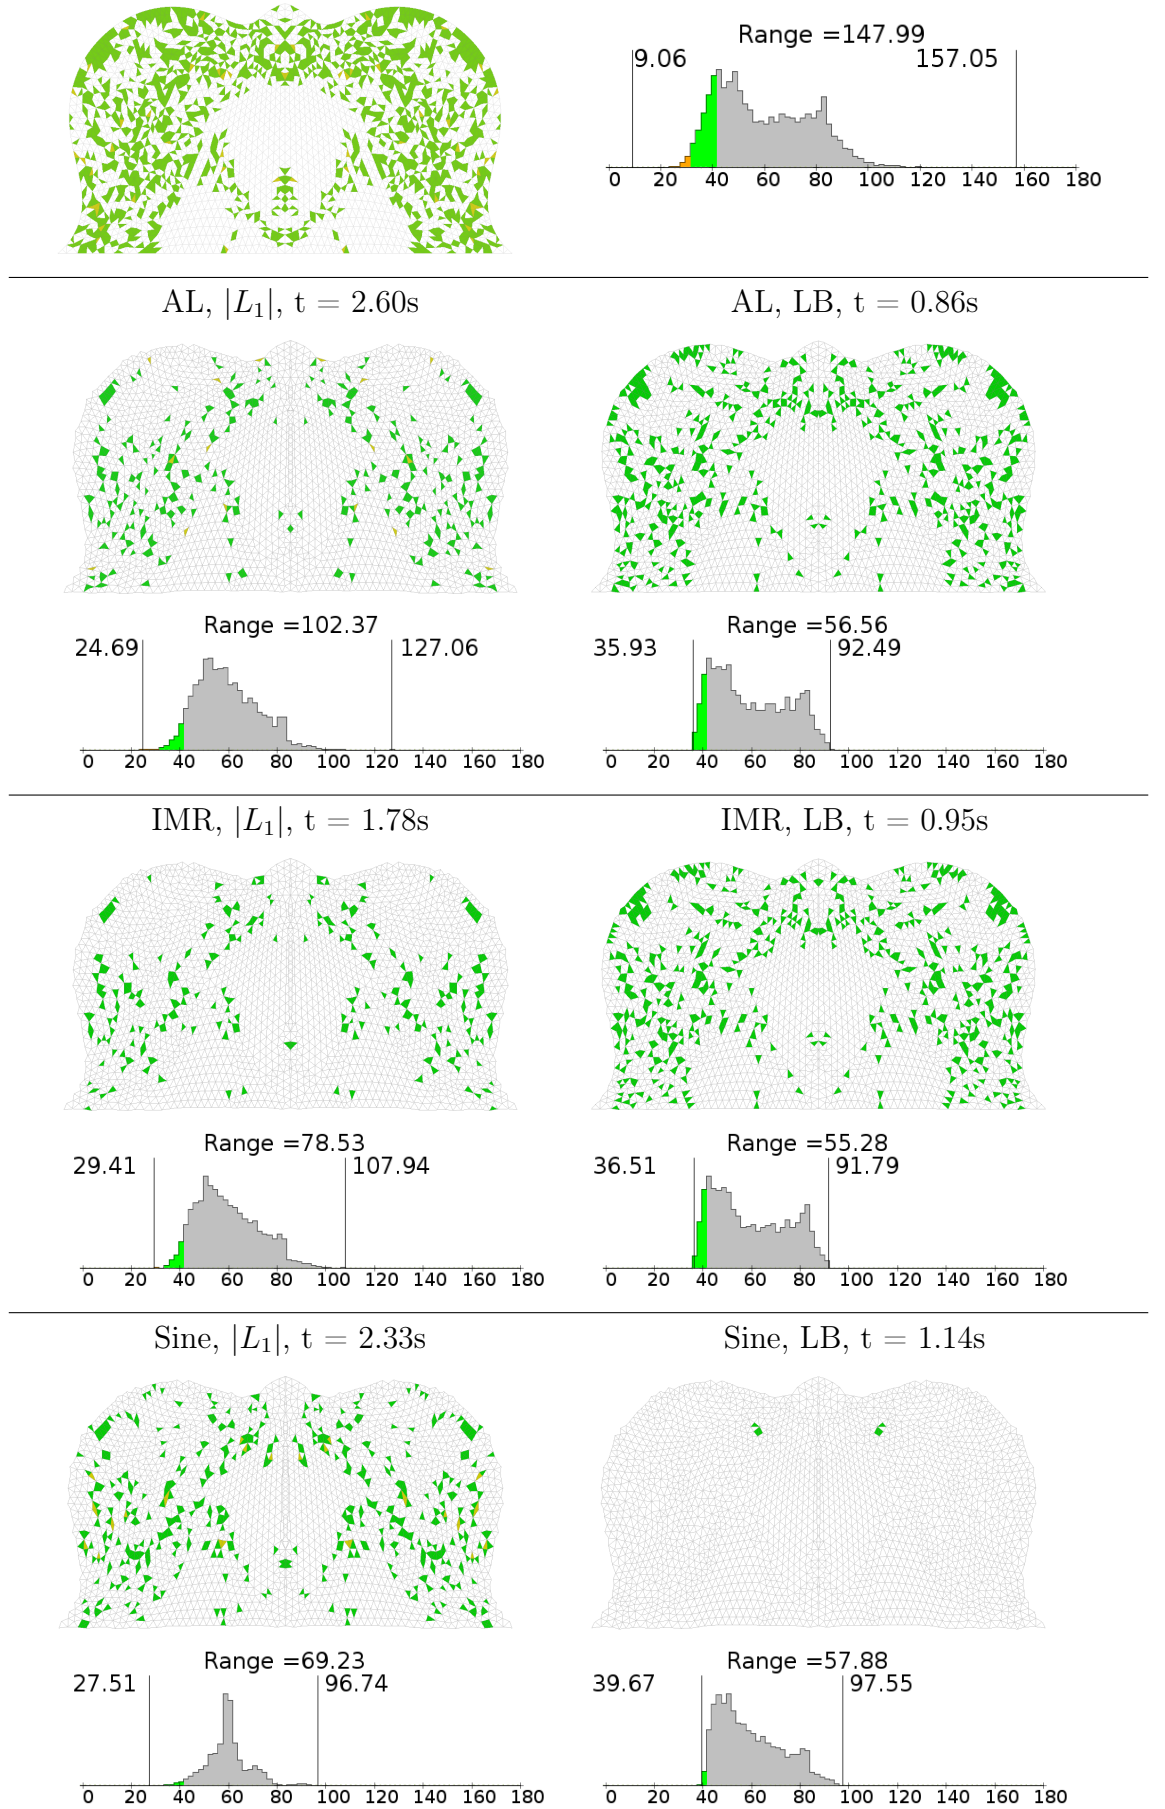 Range =147.99
9.06 157.05
0 20 40 60 80 100 120 140 160 180
AL, |L₁|, t = 2.60s
AL, LB, t = 0.86s
Range =102.37
24.69 127.06
0 20 40 60 80 100 120 140 160 180
Range =56.56
35.93 92.49
0 20 40 60 80 100 120 140 160 180
IMR, |L₁|, t = 1.78s
IMR, LB, t = 0.95s
Range =78.53
29.41 107.94
0 20 40 60 80 100 120 140 160 180
Range =55.28
36.51 91.79
0 20 40 60 80 100 120 140 160 180
Sine, |L₁|, t = 2.33s
Sine, LB, t = 1.14s
Range =69.23
27.51 96.74
0 20 40 60 80 100 120 140 160 180
Range =57.88
39.67 97.55
0 20 40 60 80 100 120 140 160 180